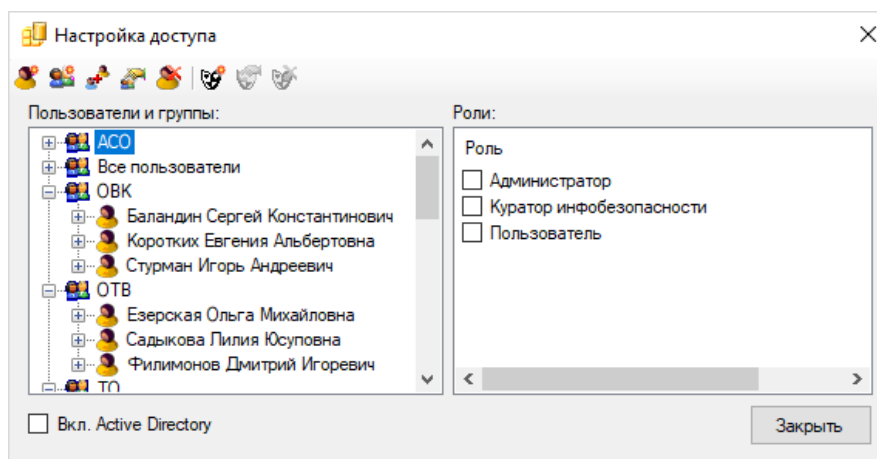 Настройка доступа
Пользователи и группы:
АСО
Все пользователи
ОВК
Баландин Сергей Константинович
Коротких Евгения Альбертовна
Стурман Игорь Андреевич
ОТВ
Езерская Ольга Михайловна
Садыкова Лилия Юсуповна
Филимонов Дмитрий Игоревич
ТО
Роли:
Роль
Администратор
Куратор инфобезопасности
Пользователь
Вкл. Active Directory
Закрыть